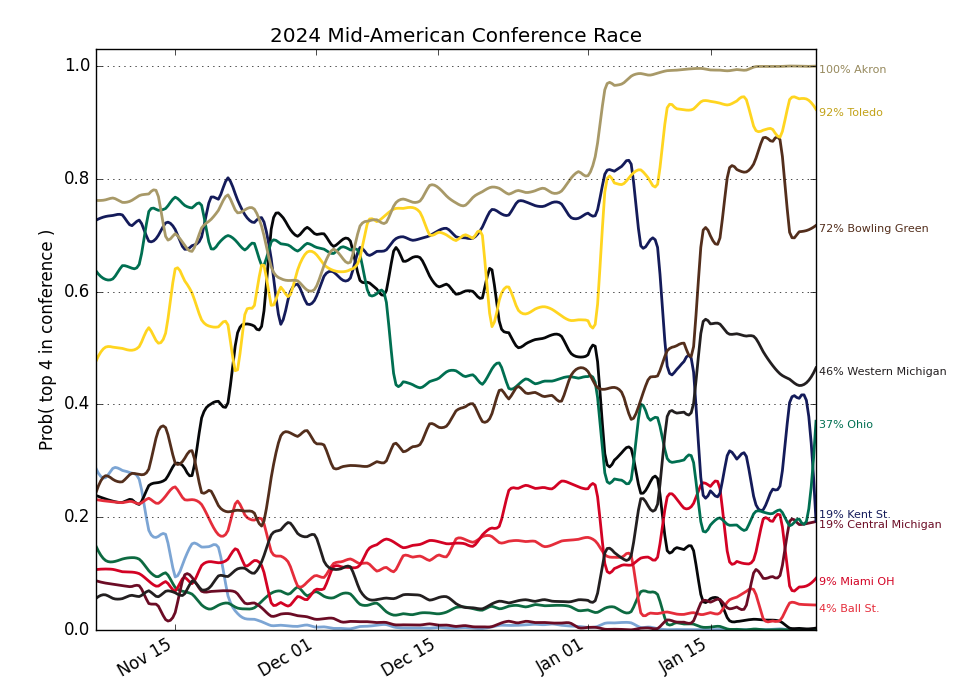 2024 Mid-American Conference Race
Prob( top 4 in conference )
1.0
0.8
0.6
0.4
0.2
0.0
Nov 15
Dec 01
Dec 15
Jan 01
Jan 15
100% Akron
92% Toledo
72% Bowling Green
46% Western Michigan
37% Ohio
19% Kent St.
19% Central Michigan
9% Miami OH
4% Ball St.